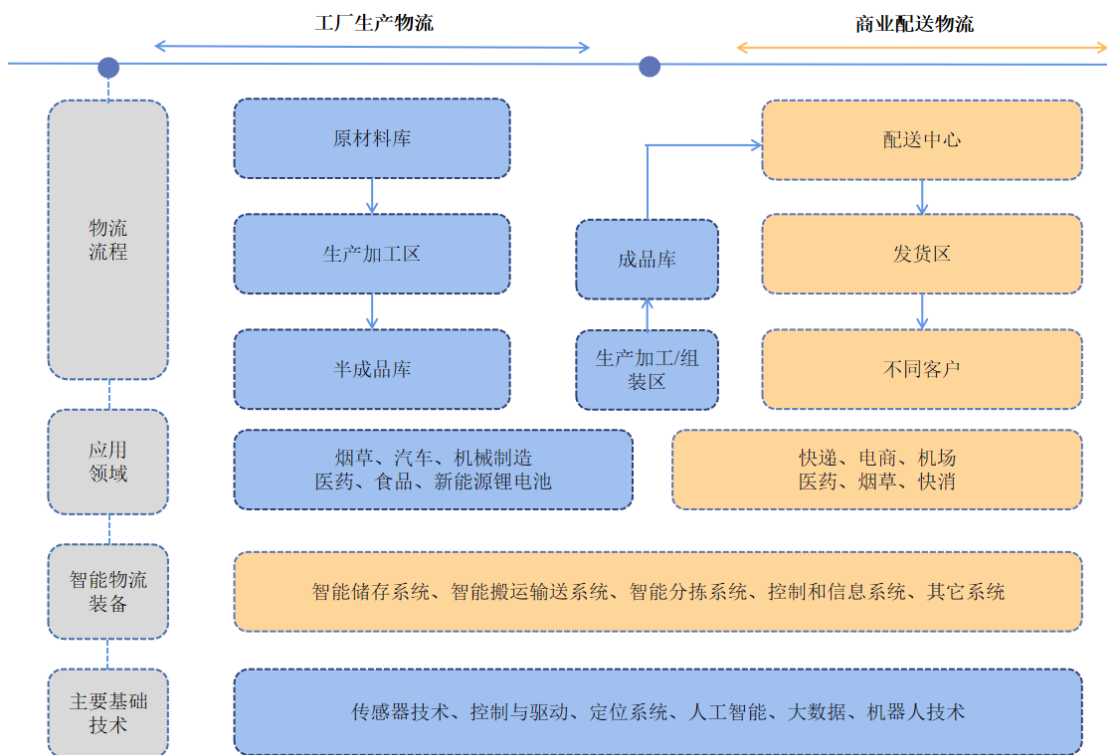 工厂生产物流
商业配送物流
物流
流程
原材料库
生产加工区
半成品库
成品库
生产加工/组
装区
配送中心
发货区
不同客户
应用
领域
烟草、汽车、机械制造
医药、食品、新能源锂电池
快递、电商、机场
医药、烟草、快消
智能物流
装备
智能储存系统、智能搬运输送系统、智能分拣系统、控制和信息系统、其它系统
主要基础
技术
传感器技术、控制与驱动、定位系统、人工智能、大数据、机器人技术